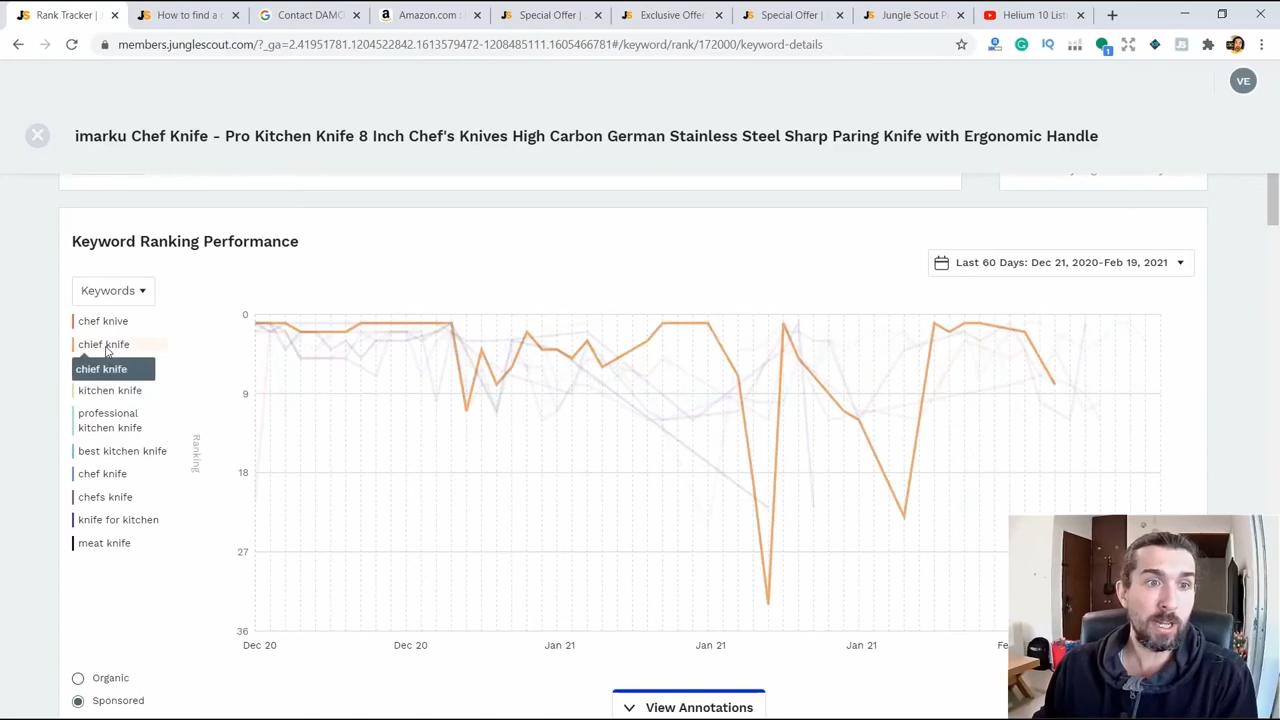 Rank Tracker |
How to find a c
Contact DAMG
Amazon.com :
Special Offer |
Exclusive Offer
Special Offer |
Jungle Scout P
Helium 10 List
members.junglescout.com/?_ga=2.41951781.1204522642.1613579472-1208485111.1605466781#/keyword/rank/172000/keyword-details
VE
imarku Chef Knife - Pro Kitchen Knife 8 Inch Chef's Knives High Carbon German Stainless Steel Sharp Paring Knife with Ergonomic Handle
Keyword Ranking Performance
Last 60 Days: Dec 21, 2020-Feb 19, 2021
Keywords
chef knive
chief knife
chief knife
kitchen knife
professional
kitchen knife
best kitchen knife
chef knife
chefs knife
knife for kitchen
meat knife
Ranking
0
9
18
27
36
Dec 20
Dec 20
Jan 21
Jan 21
Jan 21
Organic
Sponsored
View Annotations